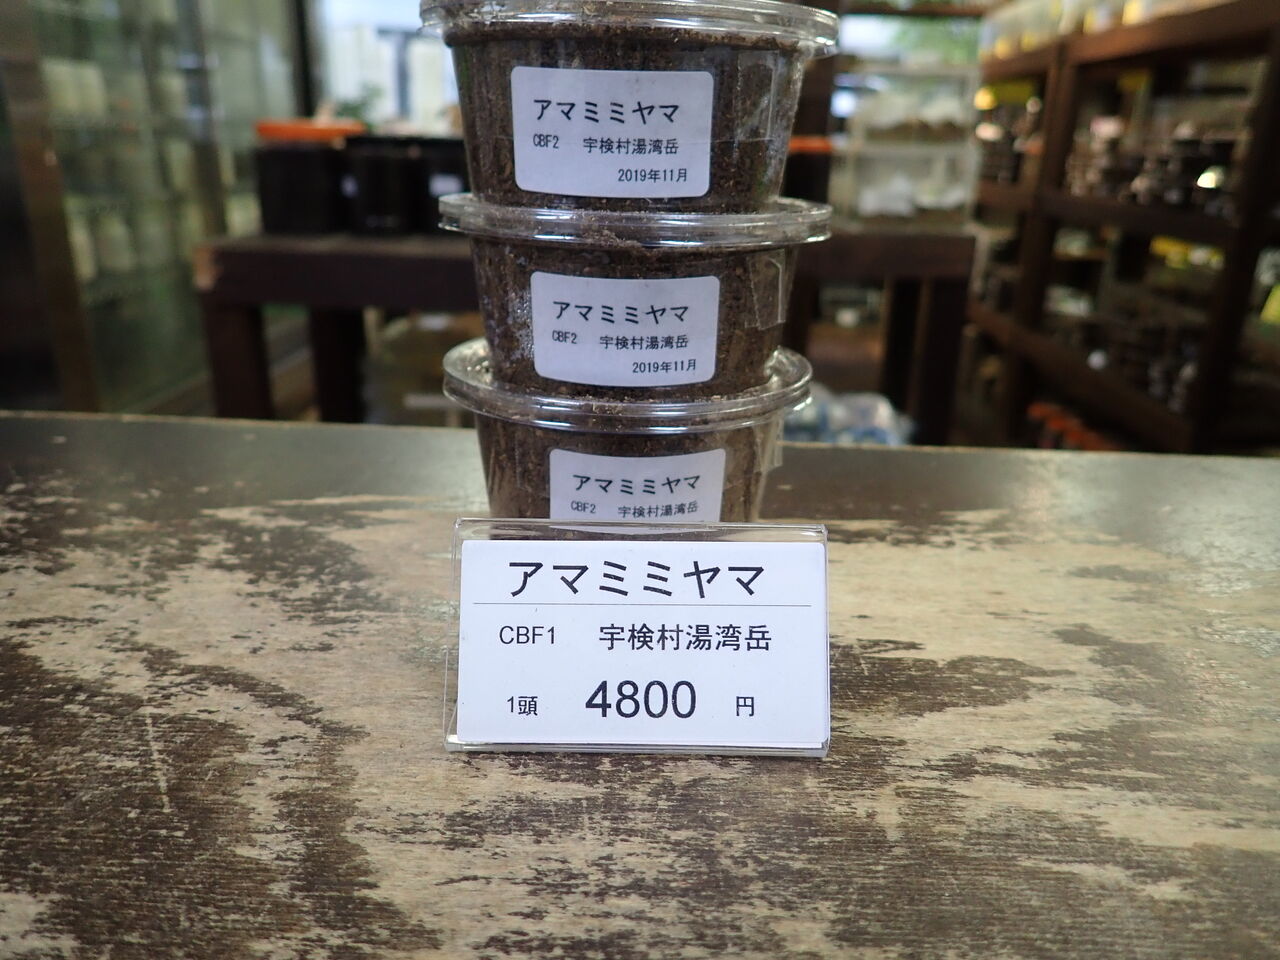 アマミミヤマ
CBF2 宇検村湯湾岳
2019年11月
アマミミヤマ
CBF2 宇検村湯湾岳
2019年11月
アマミミヤマ
CBF2 宇検村湯湾岳
アマミミヤマ
CBF1 宇検村湯湾岳
1頭 4800 円